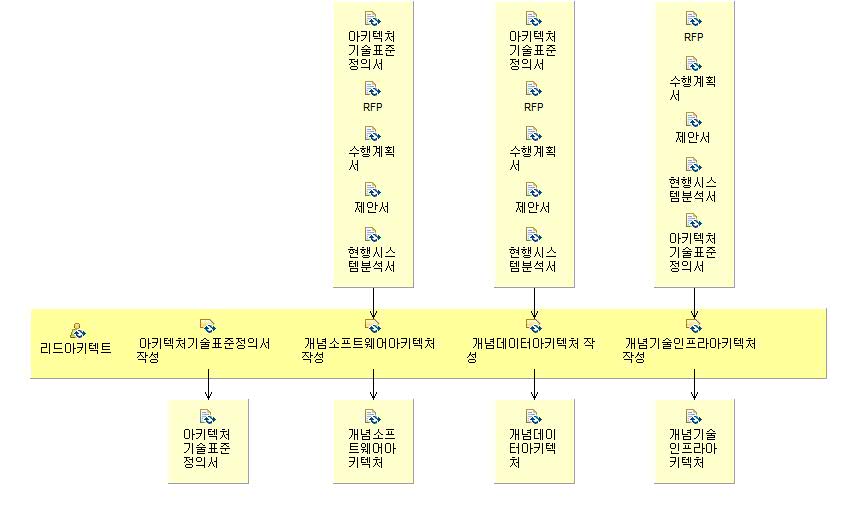 아키텍처
기술표준
정의서
RFP
수행계획
서
제안서
현행시스
템분석서
아키텍처
기술표준
정의서
RFP
수행계획
서
제안서
현행시스
템분석서
RFP
수행계획
서
제안서
현행시스
템분석서
아키텍처
기술표준
정의서
리드아키텍트
아키텍처기술표준정의서
작성
개념소프트웨어아키텍처
작성
개념데이터아키텍처 작
성
개념기술인프라아키텍처
작성
아키텍처
기술표준
정의서
개념소프
트웨어아
키텍처
개념데이
터아키텍
처
개념기술
인프라아
키텍처